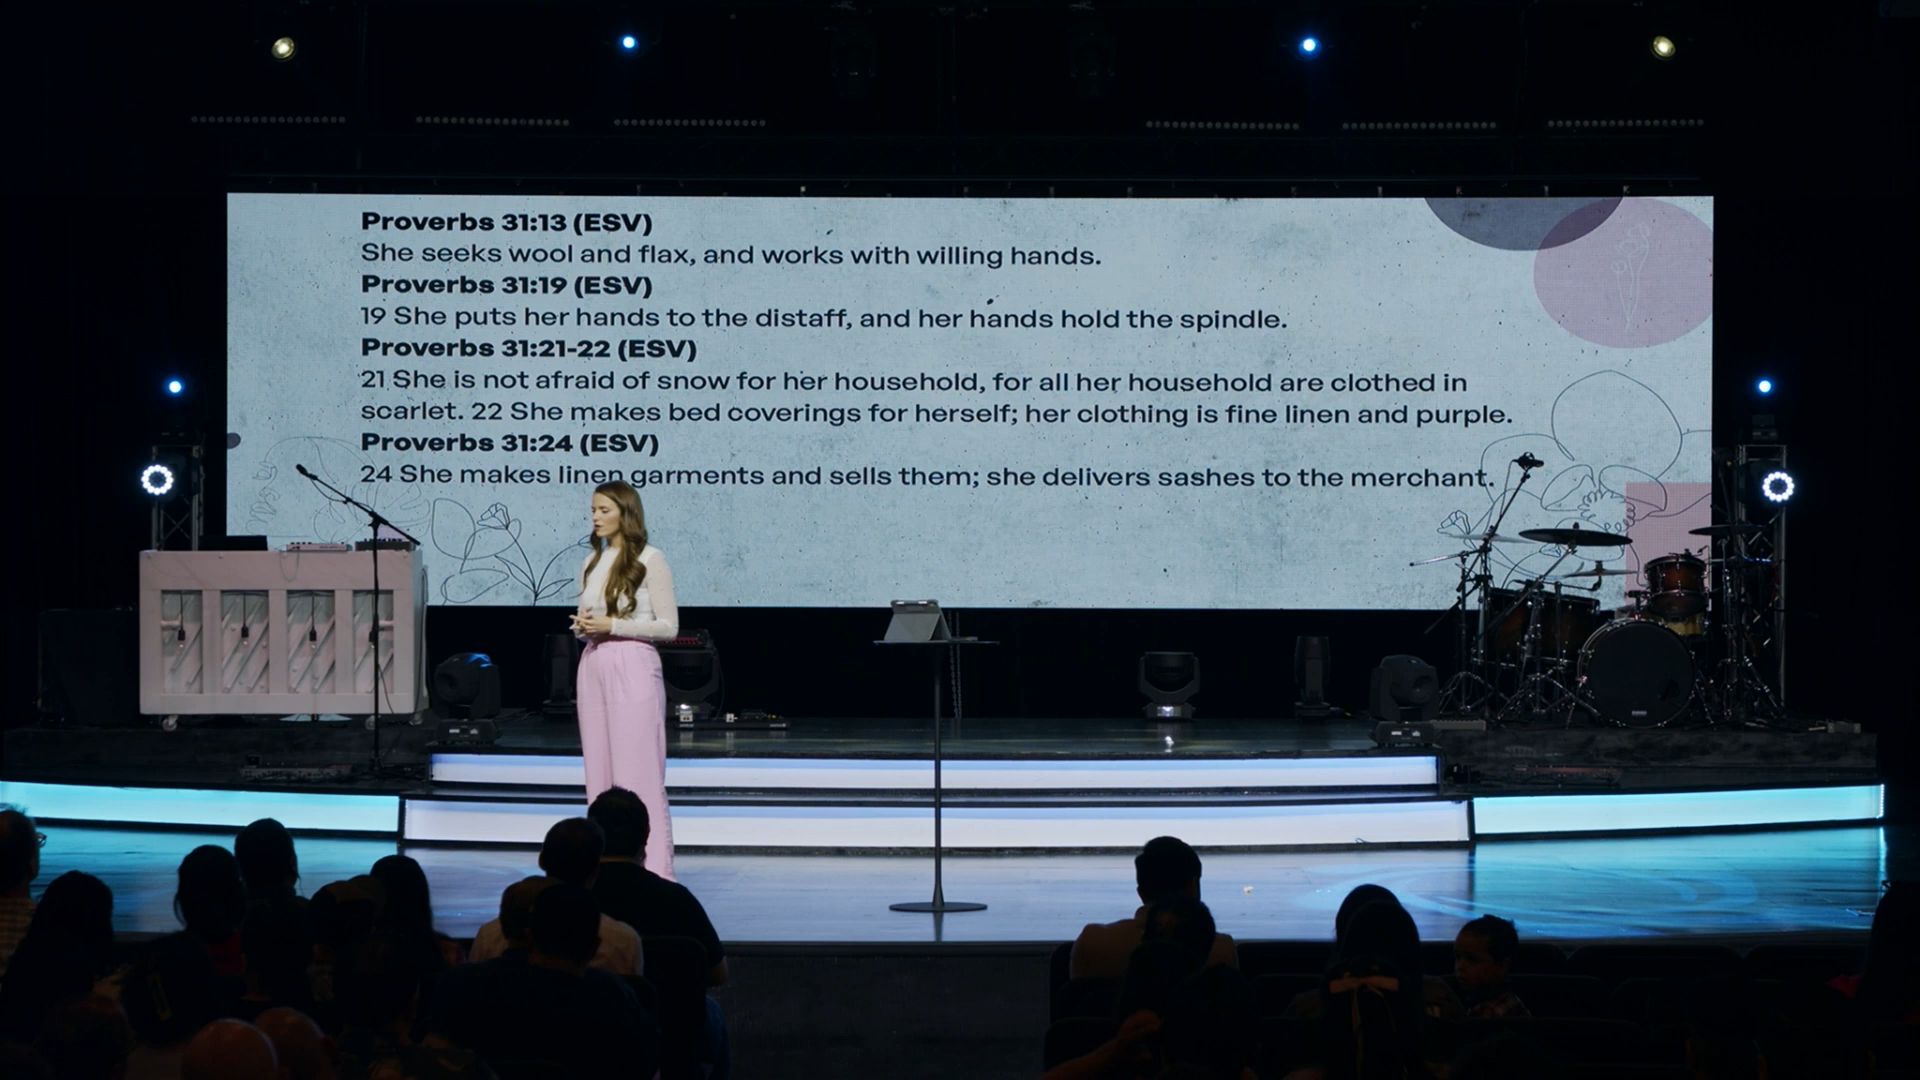 Proverbs 31:13 (ESV)
She seeks wool and flax, and works with willing hands.
Proverbs 31:19 (ESV)
19 She puts her hands to the distaff, and her hands hold the spindle.
Proverbs 31:21-22 (ESV)
21 She is not afraid of snow for her household, for all her household are clothed in
scarlet. 22 She makes bed coverings for herself; her clothing is fine linen and purple.
Proverbs 31:24 (ESV)
24 She makes linen garments and sells them; she delivers sashes to the merchant.